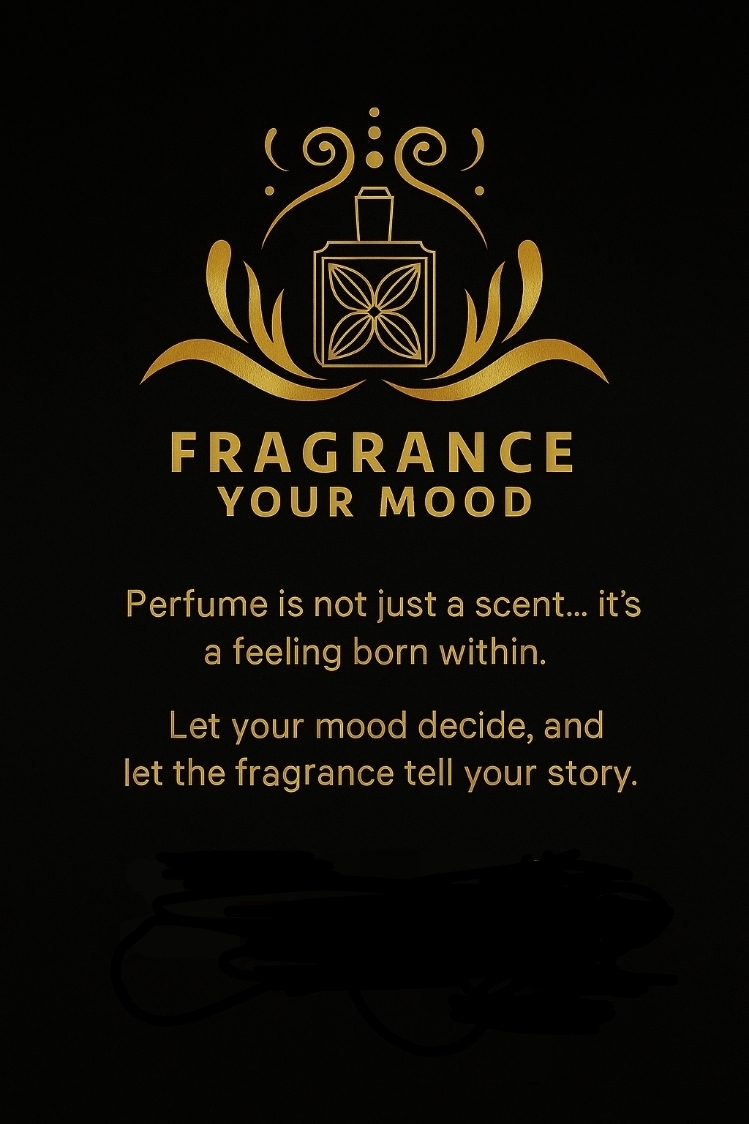 FRAGRANCE
YOUR MOOD
Perfume is not just a scent... it's
a feeling born within.
Let your mood decide, and
let the fragrance tell your story.